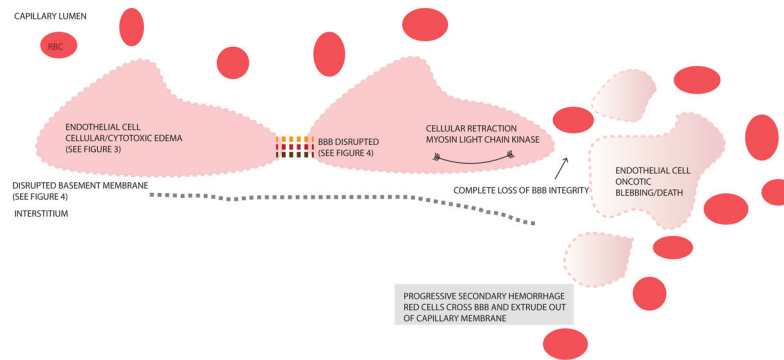 CAPILLARY LUMEN
RBC
ENDOTHELIAL CELL
CELLULAR/CYTOTOXIC EDEMA
(SEE FIGURE 3)
BBB DISRUPTED
(SEE FIGURE 4)
CELLULAR RETRACTION
MYOSIN LIGHT CHAIN KINASE
ENDOTHELIAL CELL
ONCOTIC
BLEBBING/DEATH
COMPLETE LOSS OF BBB INTEGRITY
DISRUPTED BASEMENT MEMBRANE
(SEE FIGURE 4)
INTERSTITIUM
PROGRESSIVE SECONDARY HEMORRHAGE
RED CELLS CROSS BBB AND EXTRUDE OUT
OF CAPILLARY MEMBRANE